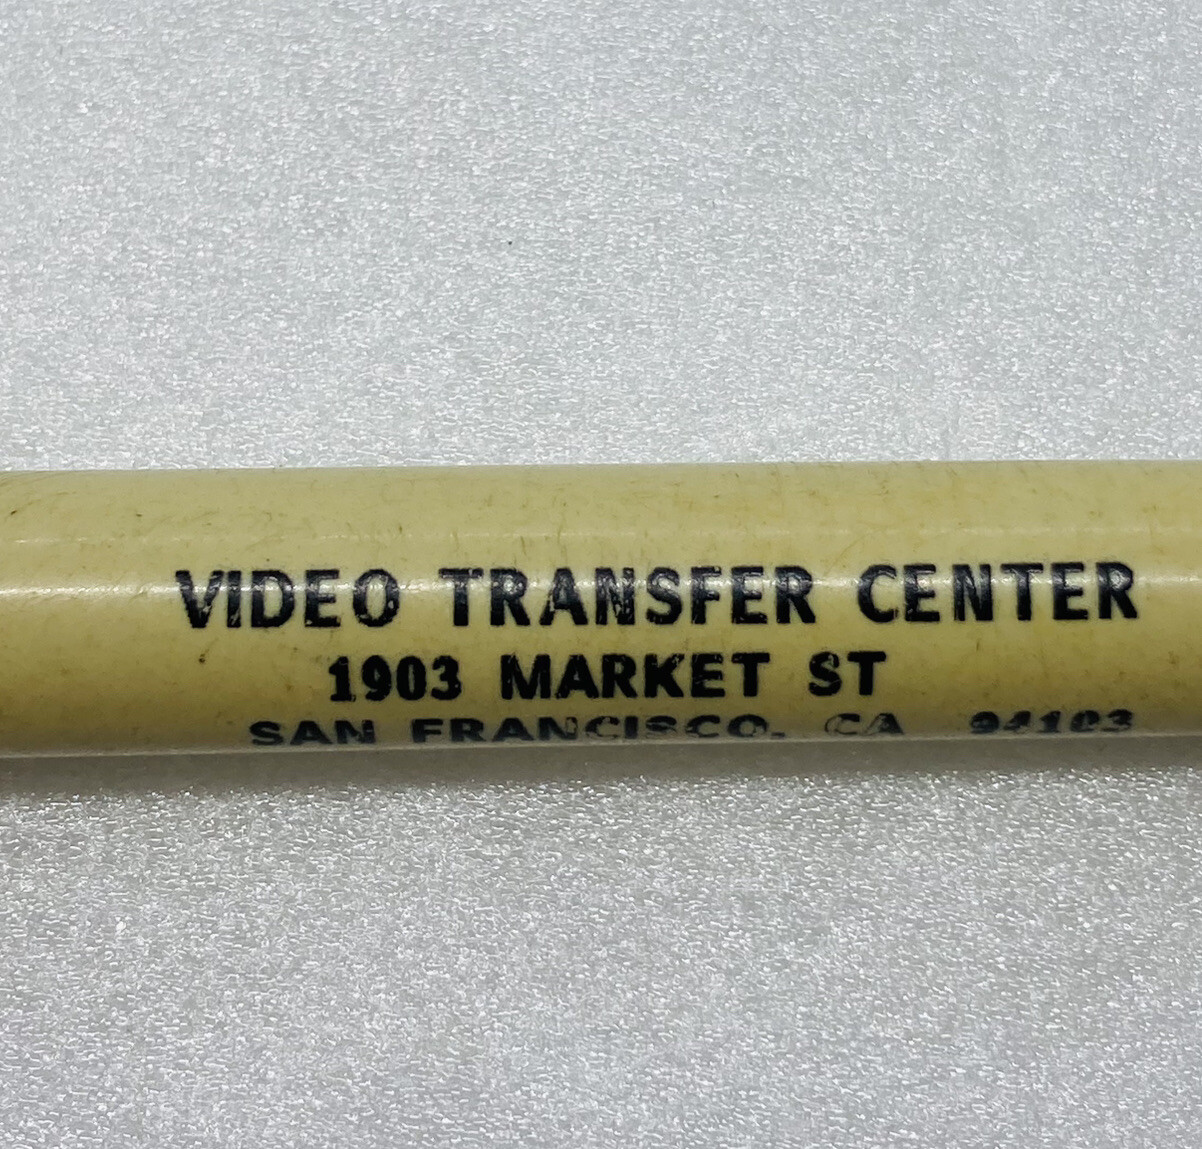 VIDEO TRANSFER CENTER
1903 MARKET ST
SAN FRANCISCO, CA 94103